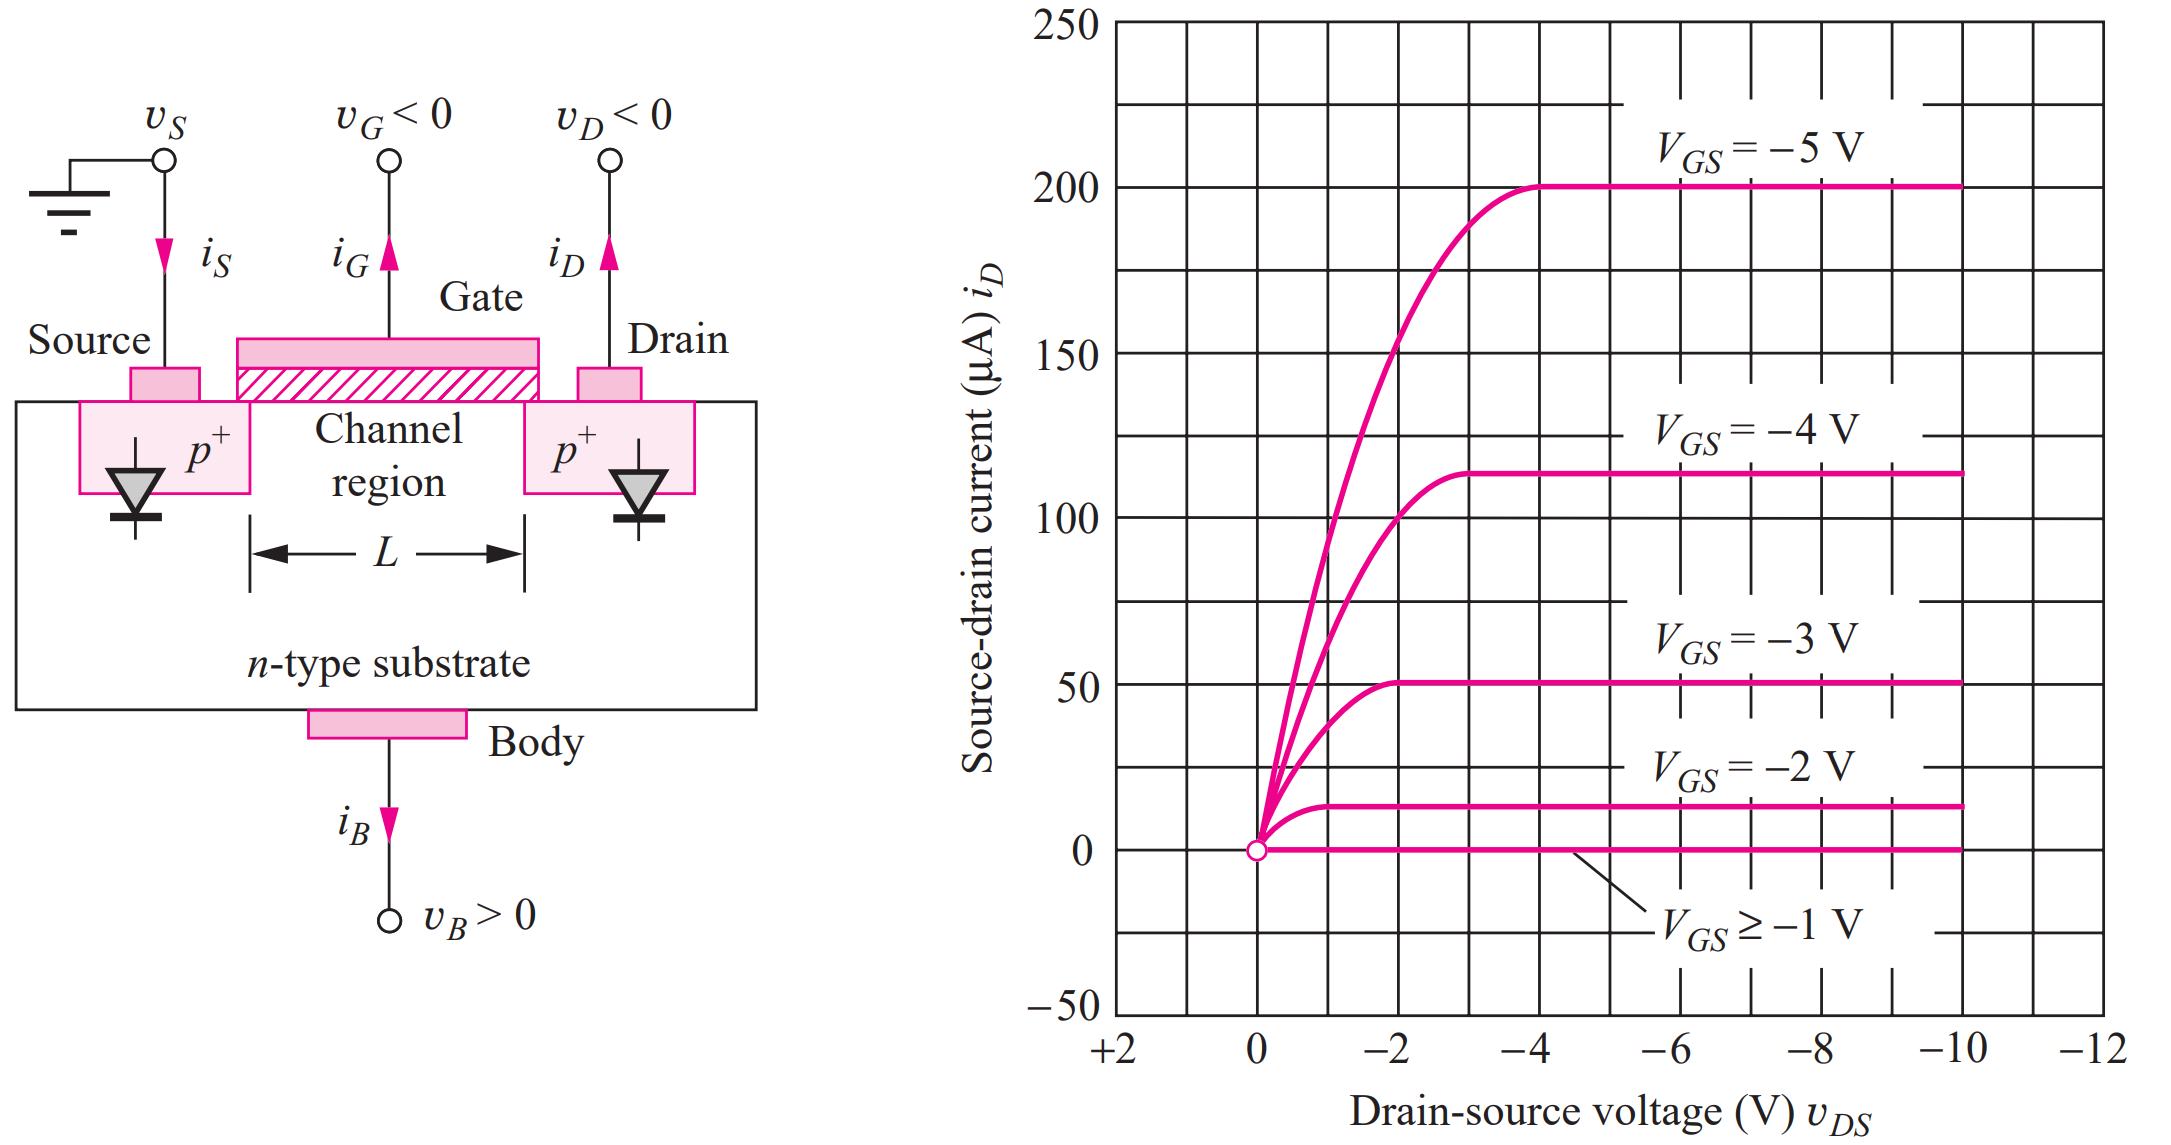 v_S
v_G < 0
v_D < 0
i_S
i_G
i_D
Gate
Source
Drain
p^+
Channel
region
p^+
L
n-type substrate
Body
i_B
v_B > 0
Source-drain current (μA) i_D
250
200
150
100
50
0
−50
V_GS = −5 V
V_GS = −4 V
V_GS = −3 V
V_GS = −2 V
V_GS ≥ −1 V
+2 0 −2 −4 −6 −8 −10 −12
Drain-source voltage (V) v_DS